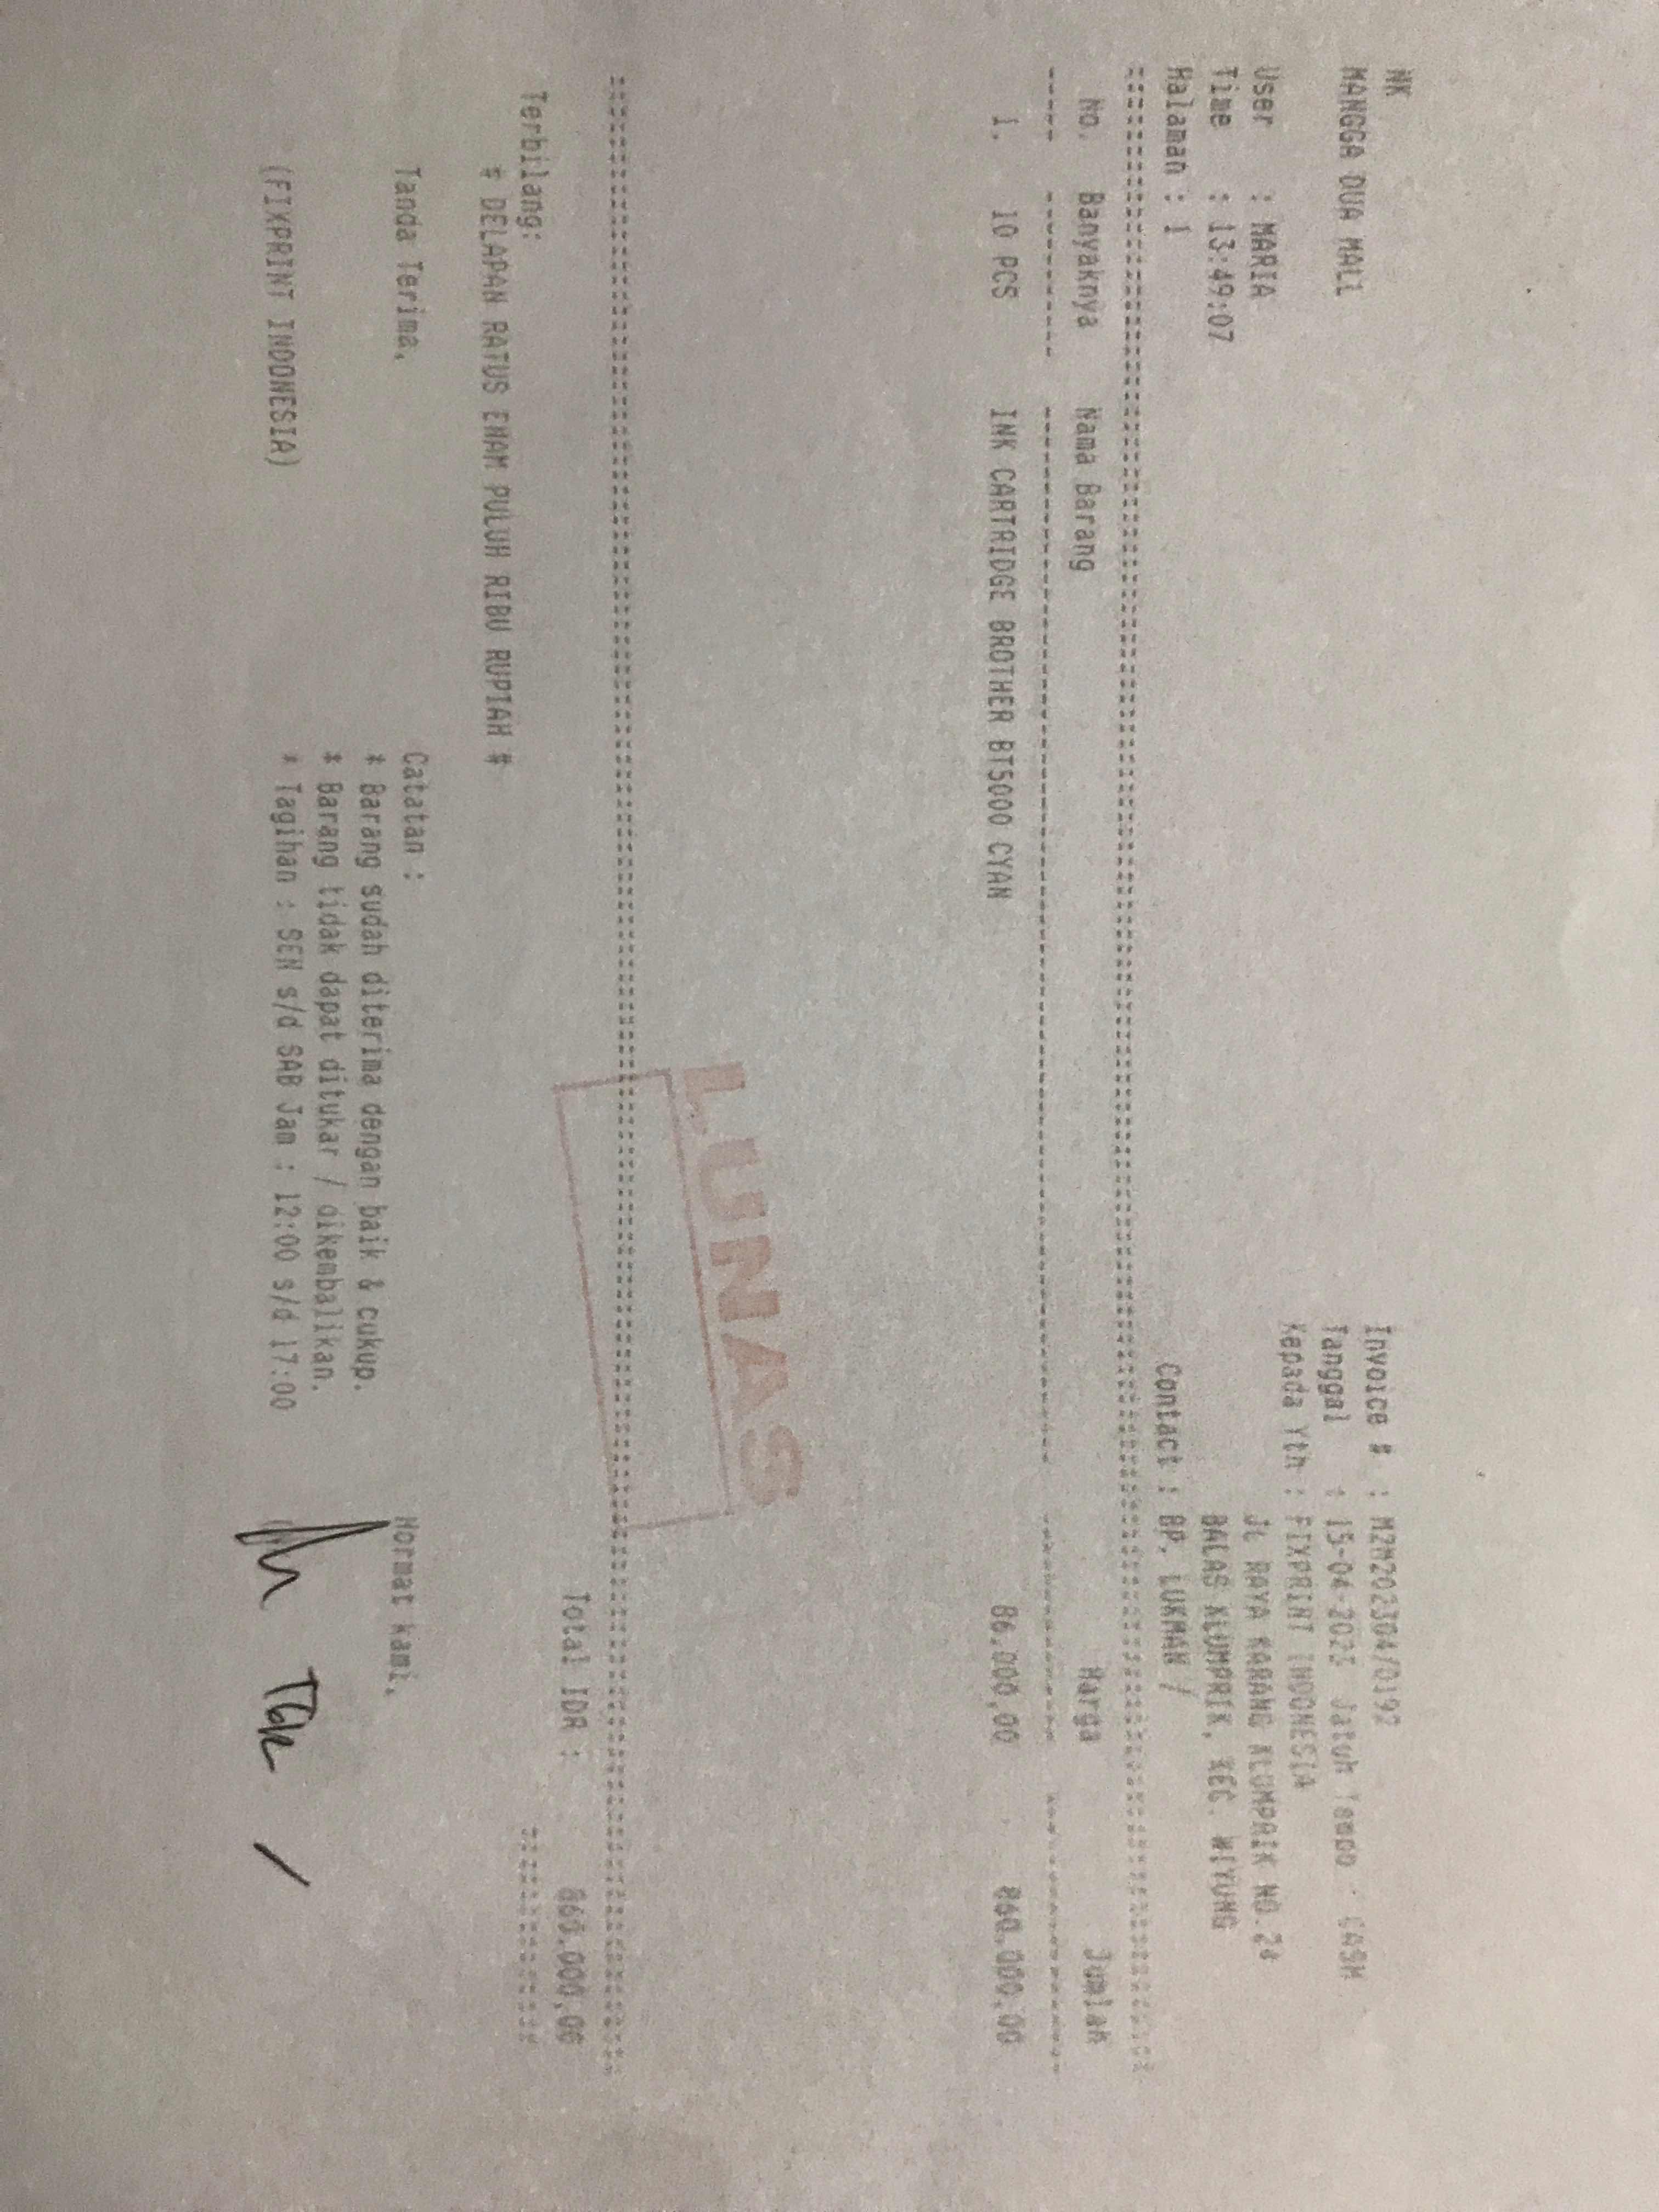 NK
MANGGA DUA MALL
User : MARIA
Time : 13:49:07
Halaman : 1
Invoice # : M2M202304/0192
Tanggal : 15-04-2023 Jatuh Tempo : CASH
Kepada Yth : FIXPRINT INDONESIA
JL RAYA KARANG KLUMPRIK NO.24
BALAS KLUMPRIK, KEC. WIYUNG
Contact : BP. LUKMAN /
No. Banyaknya Nama Barang Harga Jumlah
1. 10 PCS INK CARTRIDGE BROTHER BT5000 CYAN 86.000,00 860.000,00
LUNAS
Total IDR : 860.000,00
Terbilang:
# DELAPAN RATUS ENAM PULUH RIBU RUPIAH #
Tanda Terima,
(FIXPRINT INDONESIA)
Catatan :
* Barang sudah diterima dengan baik & cukup.
* Barang tidak dapat ditukar / dikembalikan.
* Tagihan : SEN s/d SAB Jam : 12:00 s/d 17:00
Hormat kami,